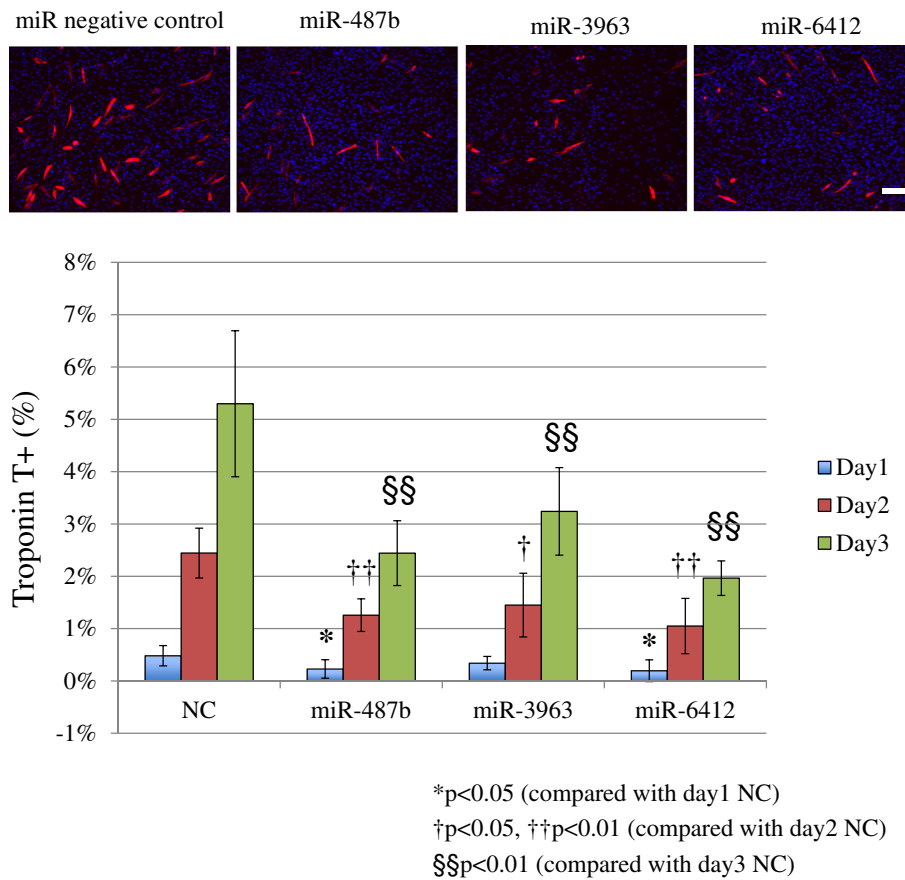 miR negative control
miR-487b
miR-3963
miR-6412
8%
7%
6%
5%
4%
3%
2%
1%
0%
-1%
Troponin T+ (%)
§§
§§
§§
††
†
††
*
*
NC
miR-487b
miR-3963
miR-6412
Day1
Day2
Day3
*p<0.05 (compared with day1 NC)
†p<0.05, ††p<0.01 (compared with day2 NC)
§§p<0.01 (compared with day3 NC)